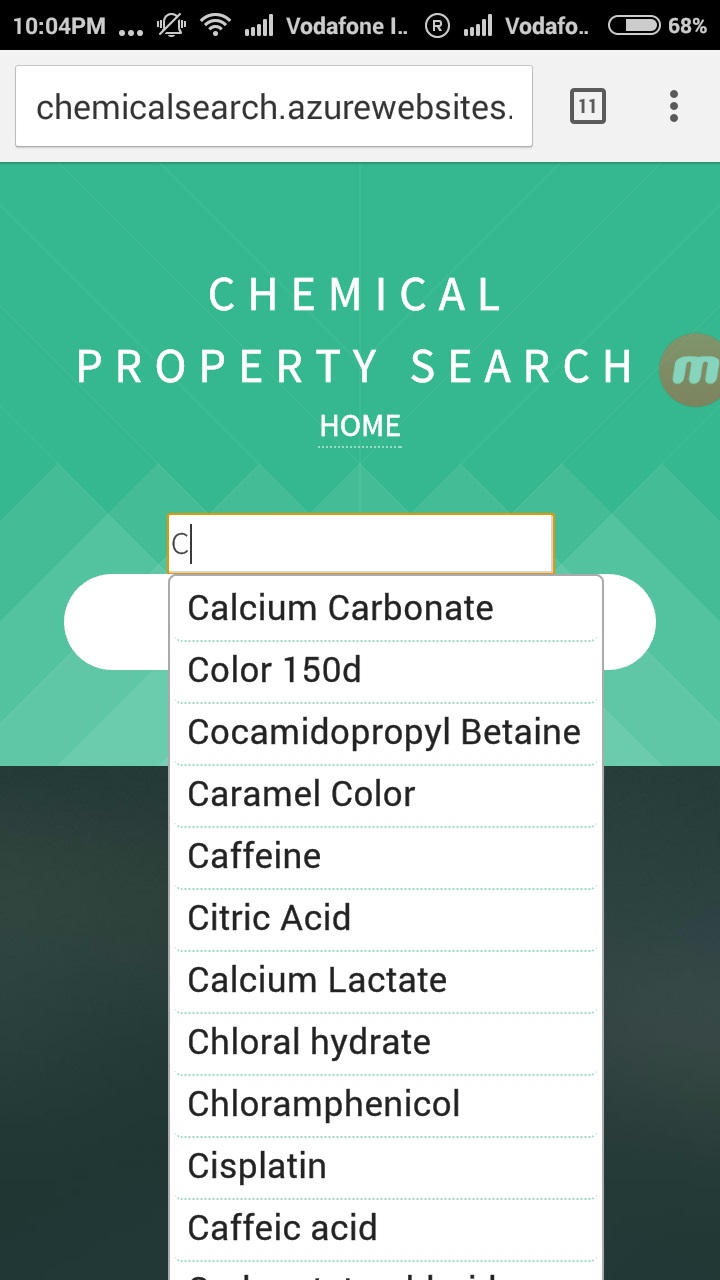 10:04PM ... Vodafone I.. R Vodafo.. 68%
chemicalsearch.azurewebsites.
11
CHEMICAL
PROPERTY SEARCH
m
HOME
C
Calcium Carbonate
Color 150d
Cocamidopropyl Betaine
Caramel Color
Caffeine
Citric Acid
Calcium Lactate
Chloral hydrate
Chloramphenicol
Cisplatin
Caffeic acid